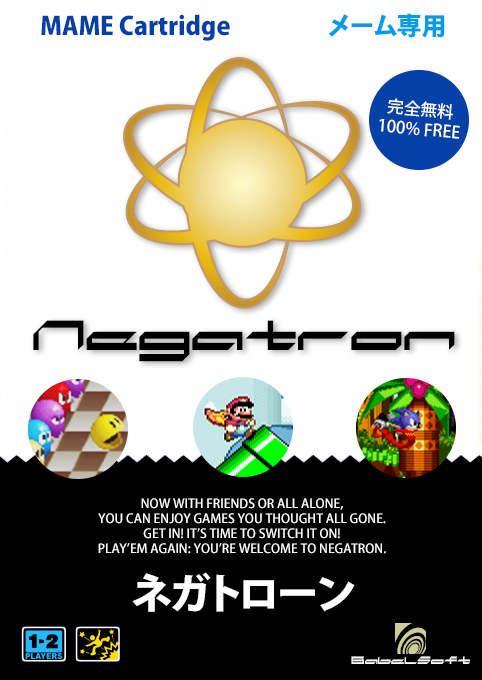 MAME Cartridge
メーム専用
完全無料
100% FREE
Negatron
NOW WITH FRIENDS OR ALL ALONE,
YOU CAN ENJOY GAMES YOU THOUGHT ALL GONE.
GET IN! IT'S TIME TO SWITCH IT ON!
PLAY'EM AGAIN: YOU'RE WELCOME TO NEGATRON.
ネガトローン
1-2
PLAYERS
BabelSoft